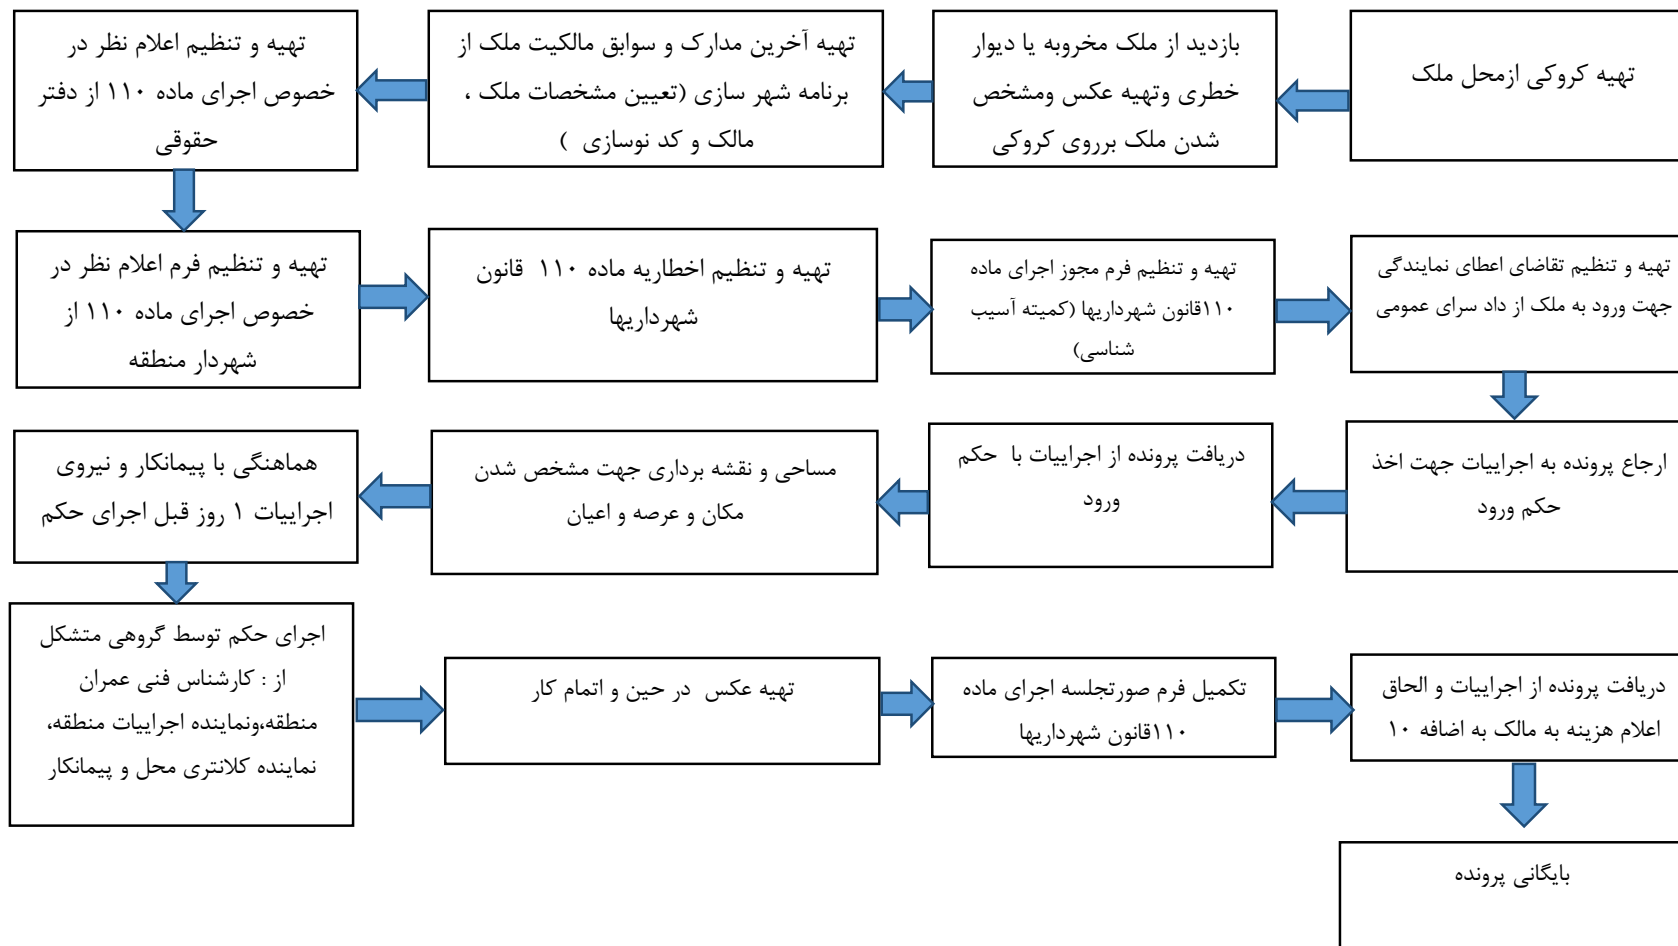 تهیه کروکی ازمحل ملک
بازدید از ملک مخروبه یا دیوار
خطری وتهیه عکس ومشخص
شدن ملک برروی کروکی
تهیه آخرین مدارک و سوابق مالکیت ملک از
برنامه شهر سازی (تعیین مشخصات ملک ،
مالک و کد نوسازی )
تهیه و تنظیم اعلام نظر در
خصوص اجرای ماده ۱۱۰ از دفتر
حقوقی
تهیه و تنظیم فرم اعلام نظر در
خصوص اجرای ماده ۱۱۰ از
شهردار منطقه
تهیه و تنظیم اخطاریه ماده ۱۱۰ قانون
شهرداریها
تهیه و تنظیم فرم مجوز اجرای ماده
۱۱۰قانون شهرداریها (کمیته آسیب
شناسی)
تهیه و تنظیم تقاضای اعطای نمایندگی
جهت ورود به ملک از داد سرای عمومی
ارجاع پرونده به اجراییات جهت اخذ
حکم ورود
دریافت پرونده از اجراییات با حکم
ورود
مساحی و نقشه برداری جهت مشخص شدن
مکان و عرصه و اعیان
هماهنگی با پیمانکار و نیروی
اجراییات ۱ روز قبل اجرای حکم
اجرای حکم توسط گروهی متشکل
از : کارشناس فنی عمران
منطقه،ونماینده اجراییات منطقه،
نماینده کلانتری محل و پیمانکار
تهیه عکس در حین و اتمام کار
تکمیل فرم صورتجلسه اجرای ماده
۱۱۰قانون شهرداریها
دریافت پرونده از اجراییات و الحاق
اعلام هزینه به مالک به اضافه ۱۰
بایگانی پرونده